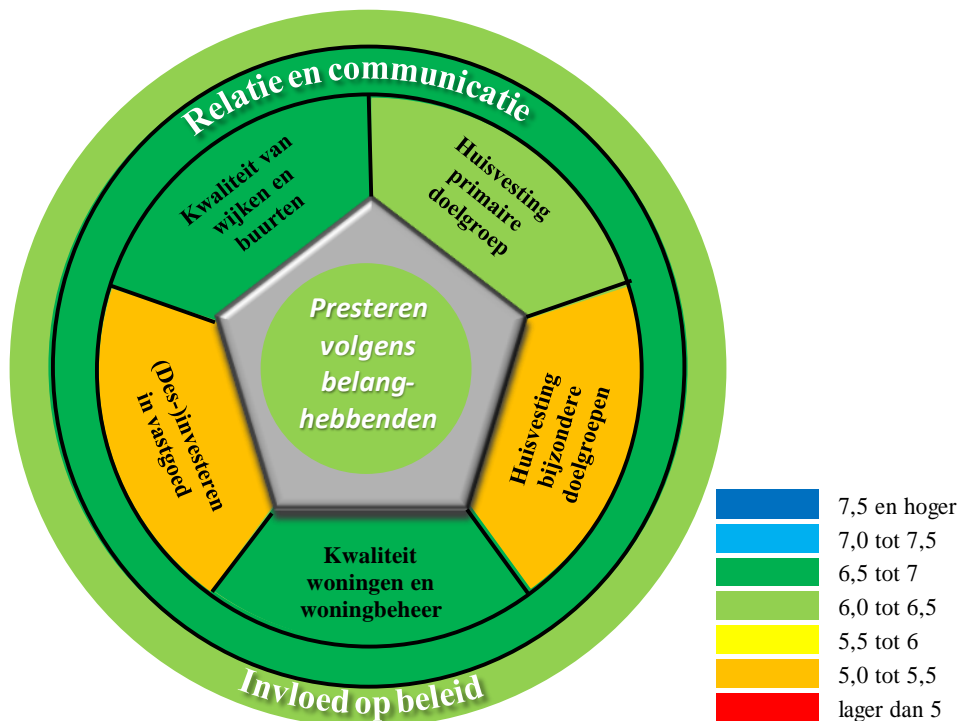 Relatie en communicatie
Kwaliteit van
wijken en
buurten
Huisvesting
primaire
doelgroep
Presteren
volgens
belang-
hebbenden
(Des-)investeren
in vastgoed
Huisvesting
bijzondere
doelgroepen
Kwaliteit
woningen en
woningbeheer
Invloed op beleid
7,5 en hoger
7,0 tot 7,5
6,5 tot 7
6,0 tot 6,5
5,5 tot 6
5,0 tot 5,5
lager dan 5